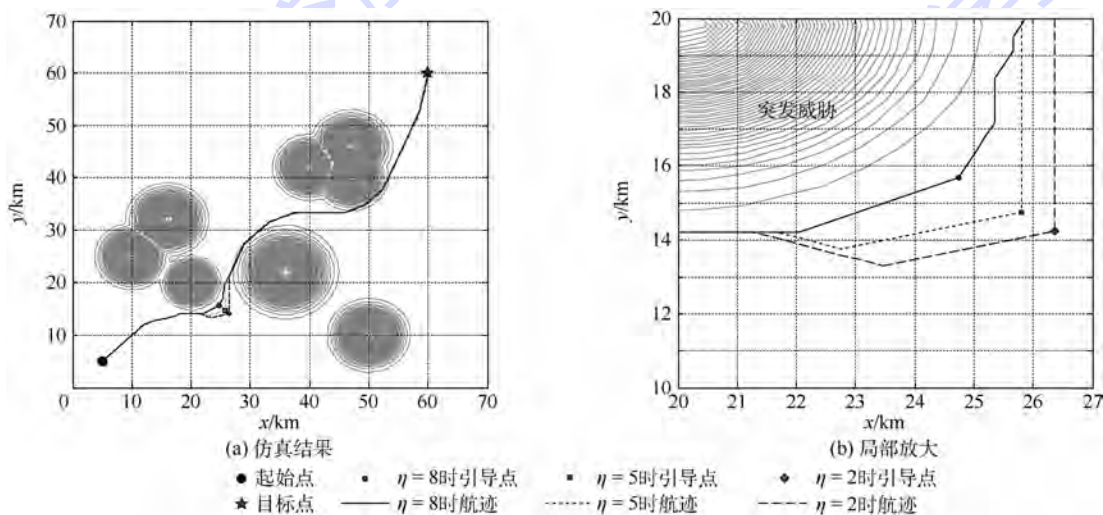 70
60
50
40
30
20
10
y/km
0
10
20
30
40
50
60
70
x/km
(a) 仿真结果
20
18
16
14
12
10
y/km
突发威胁
20
21
22
23
24
25
26
27
x/km
(b) 局部放大
起始点
η = 8时引导点
η = 5时引导点
η = 2时引导点
目标点
η = 8时航迹
η = 5时航迹
η = 2时航迹